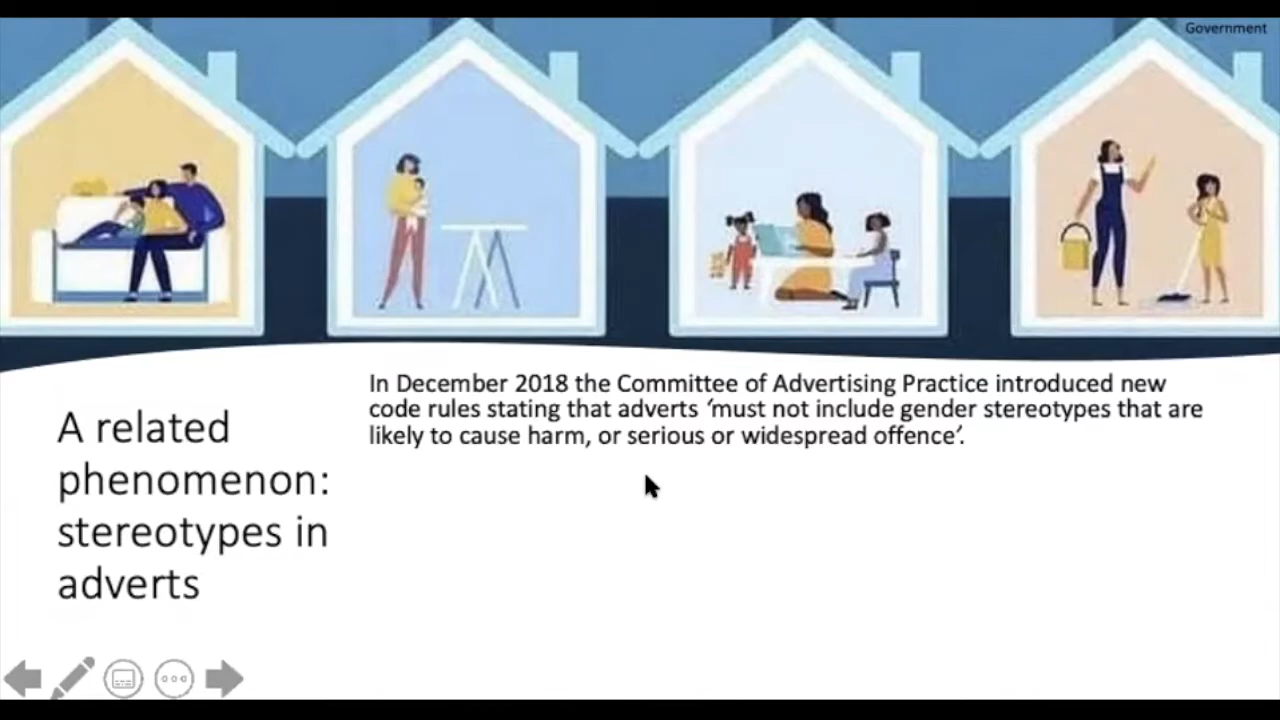 Government
A related
phenomenon:
stereotypes in
adverts
In December 2018 the Committee of Advertising Practice introduced new
code rules stating that adverts ‘must not include gender stereotypes that are
likely to cause harm, or serious or widespread offence’.